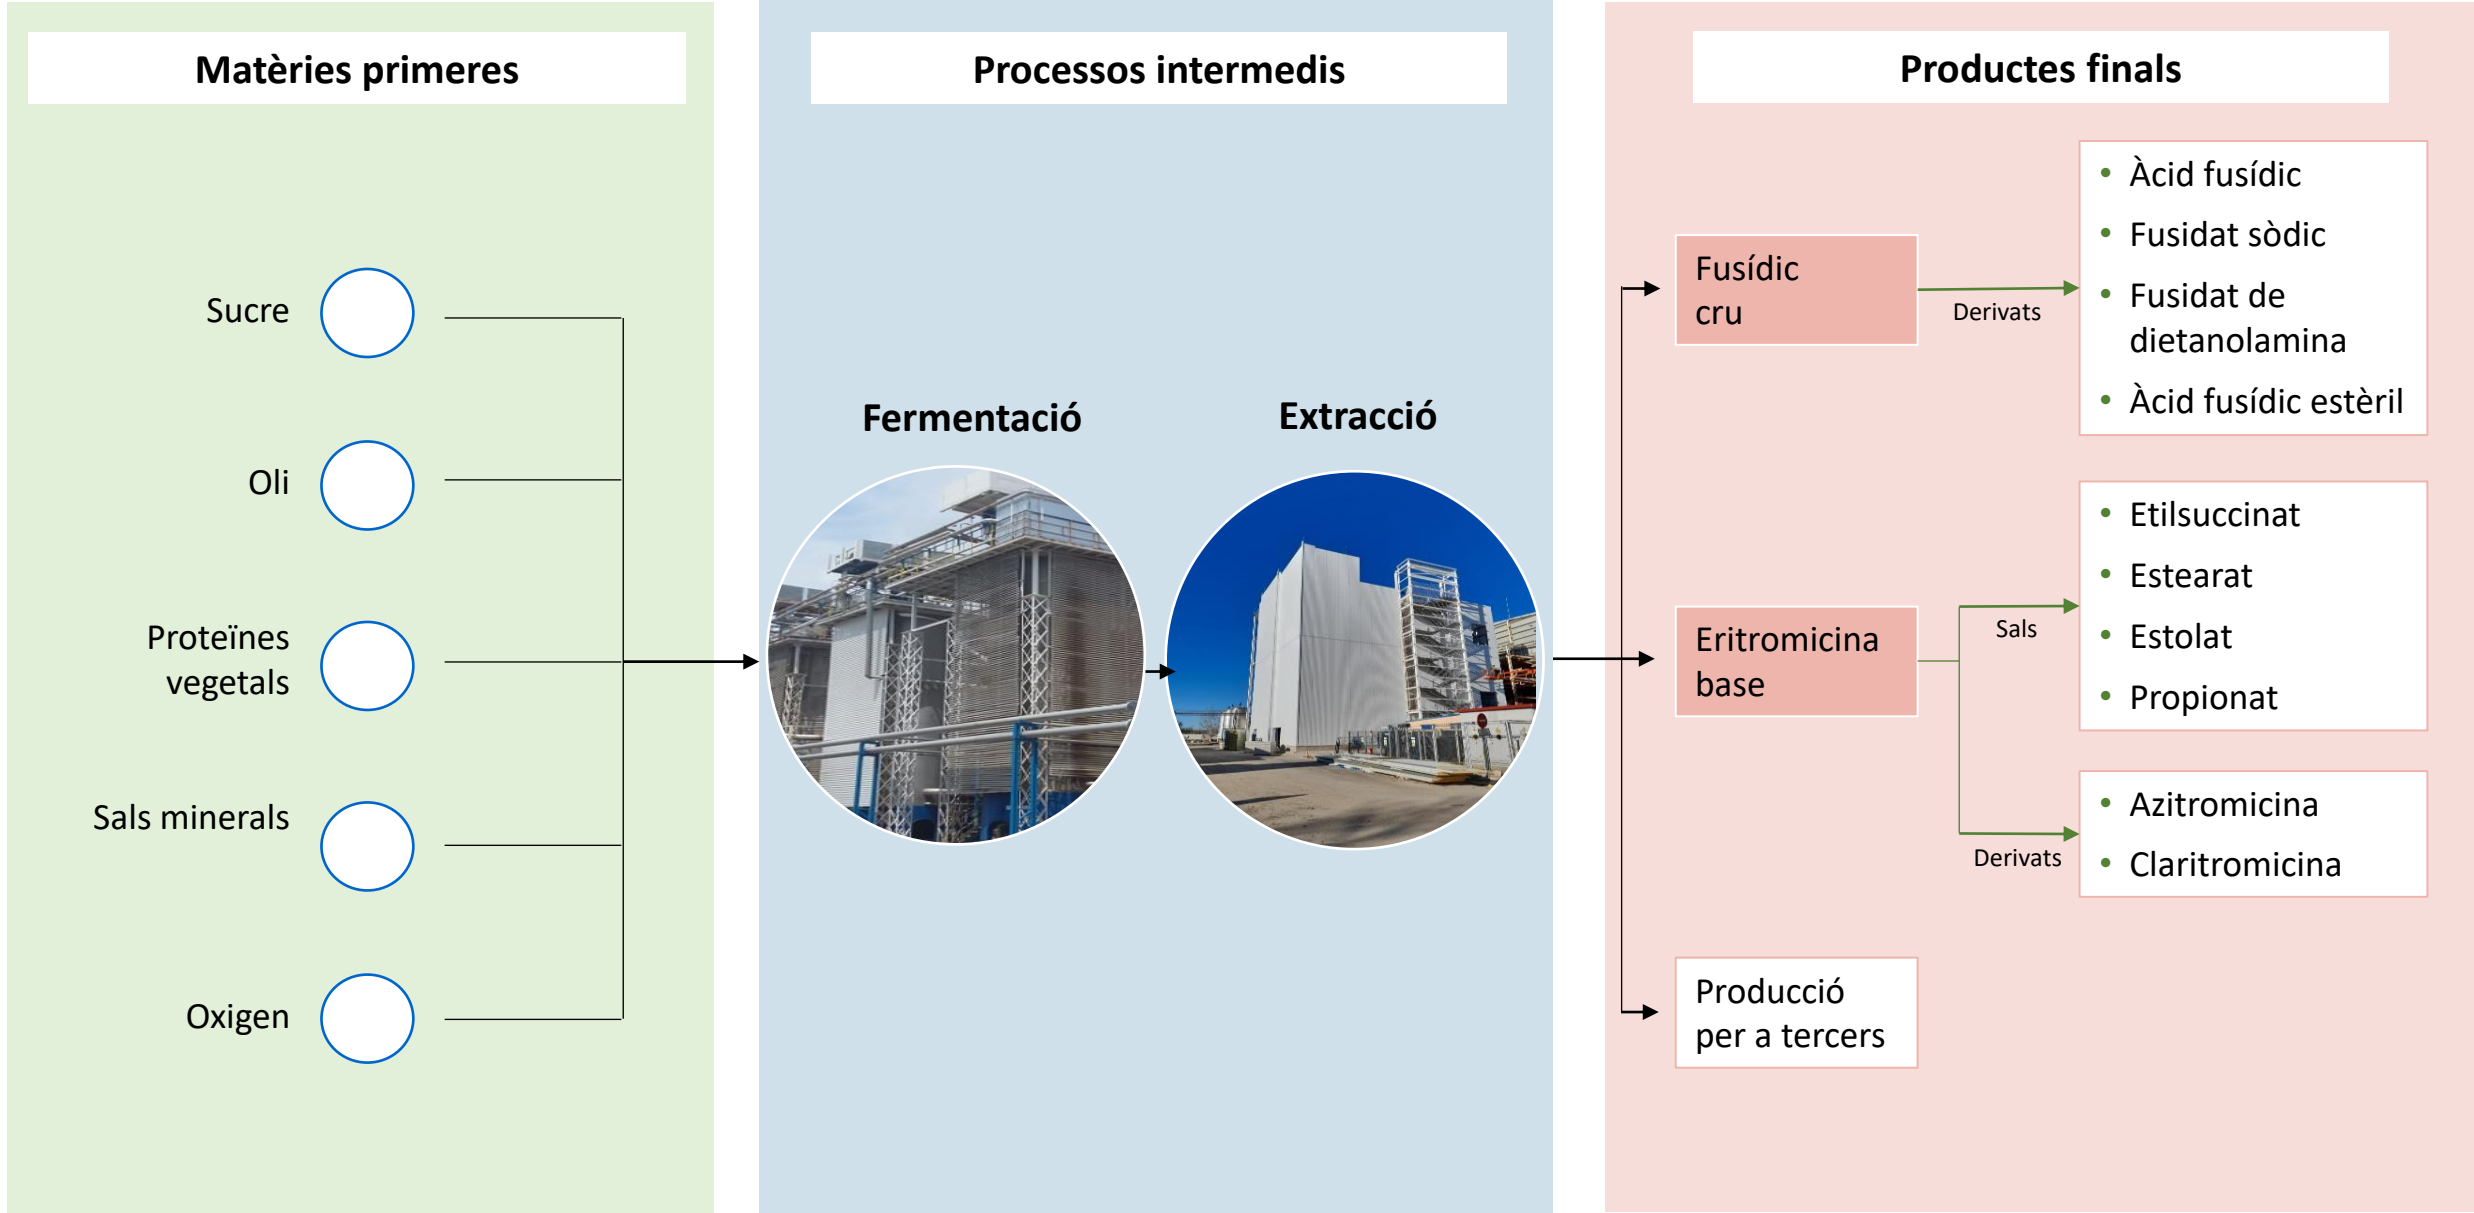 Matèries primeres
Sucre
Oli
Proteïnes
vegetals
Sals minerals
Oxigen
Processos intermedis
Fermentació
Extracció
Productes finals
Fusídic
cru
Derivats
• Àcid fusídic
• Fusidat sòdic
• Fusidat de
dietanolamina
• Àcid fusídic estèril
Eritromicina
base
Sals
• Etilsuccinat
• Estearat
• Estolat
• Propionat
Derivats
• Azitromicina
• Claritromicina
Producció
per a tercers